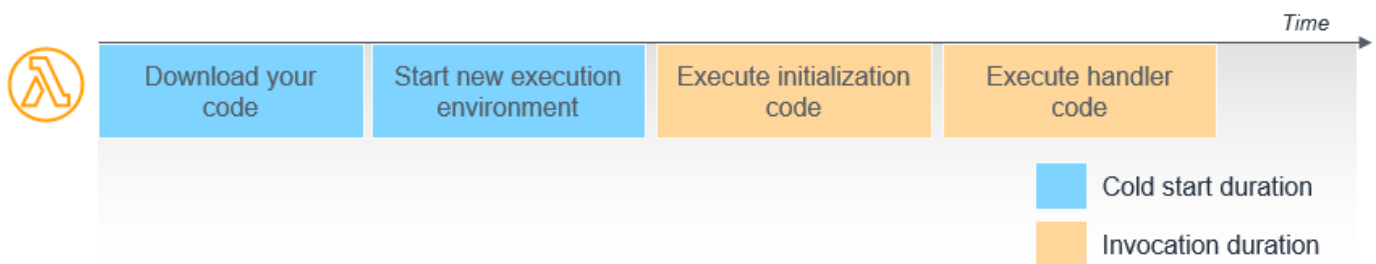 Time
Download your
code
Start new execution
environment
Execute initialization
code
Execute handler
code
Cold start duration
Invocation duration